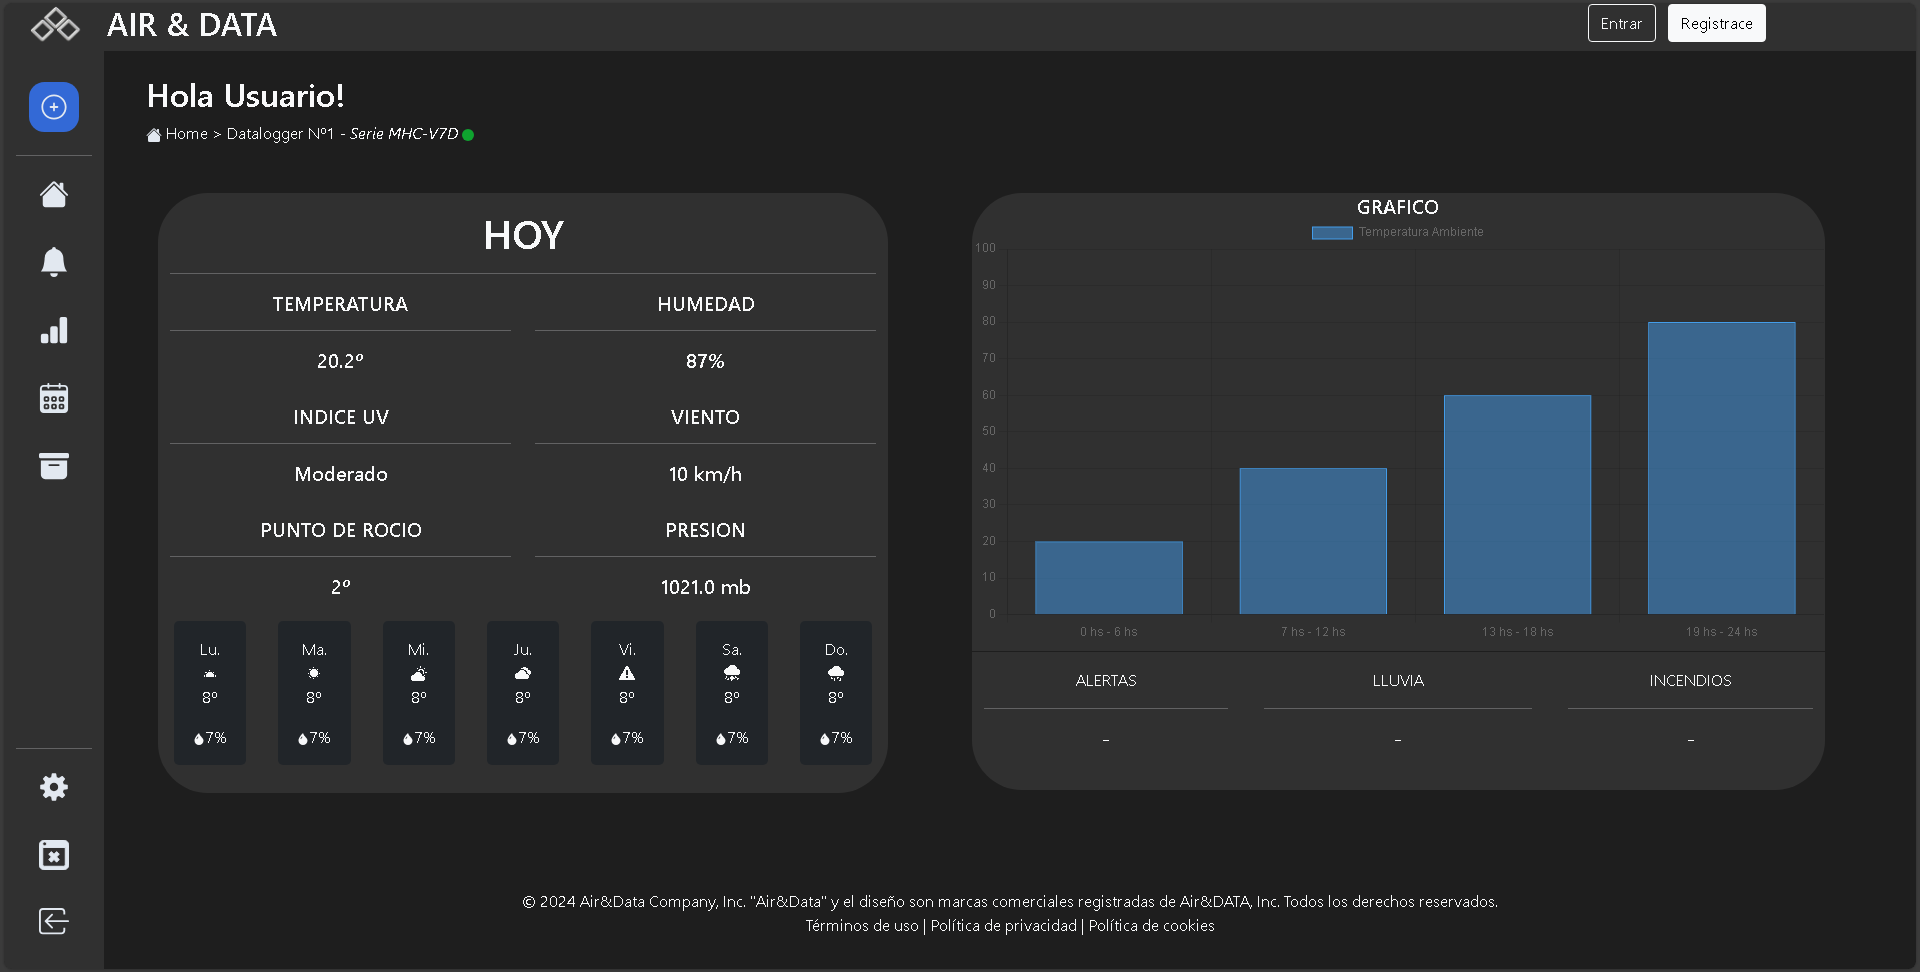 AIR & DATA
Entrar
Registrace
Hola Usuario!
Home > Datalogger Nº1 - Serie MHC-V7D
HOY
TEMPERATURA
HUMEDAD
20.2º
87%
INDICE UV
VIENTO
Moderado
10 km/h
PUNTO DE ROCIO
PRESION
2º
1021.0 mb
Lu.
8º
7%
Ma.
8º
7%
Mi.
8º
7%
Ju.
8º
7%
Vi.
8º
7%
Sa.
8º
7%
Do.
8º
7%
GRAFICO
Temperatura Ambiente
100
90
80
70
60
50
40
30
20
10
0
0 hs - 6 hs
7 hs - 12 hs
13 hs - 18 hs
19 hs - 24 hs
ALERTAS
LLUVIA
INCENDIOS
–
–
–
© 2024 Air&Data Company, Inc. "Air&Data" y el diseño son marcas comerciales registradas de Air&DATA, Inc. Todos los derechos reservados.
Términos de uso | Política de privacidad | Política de cookies